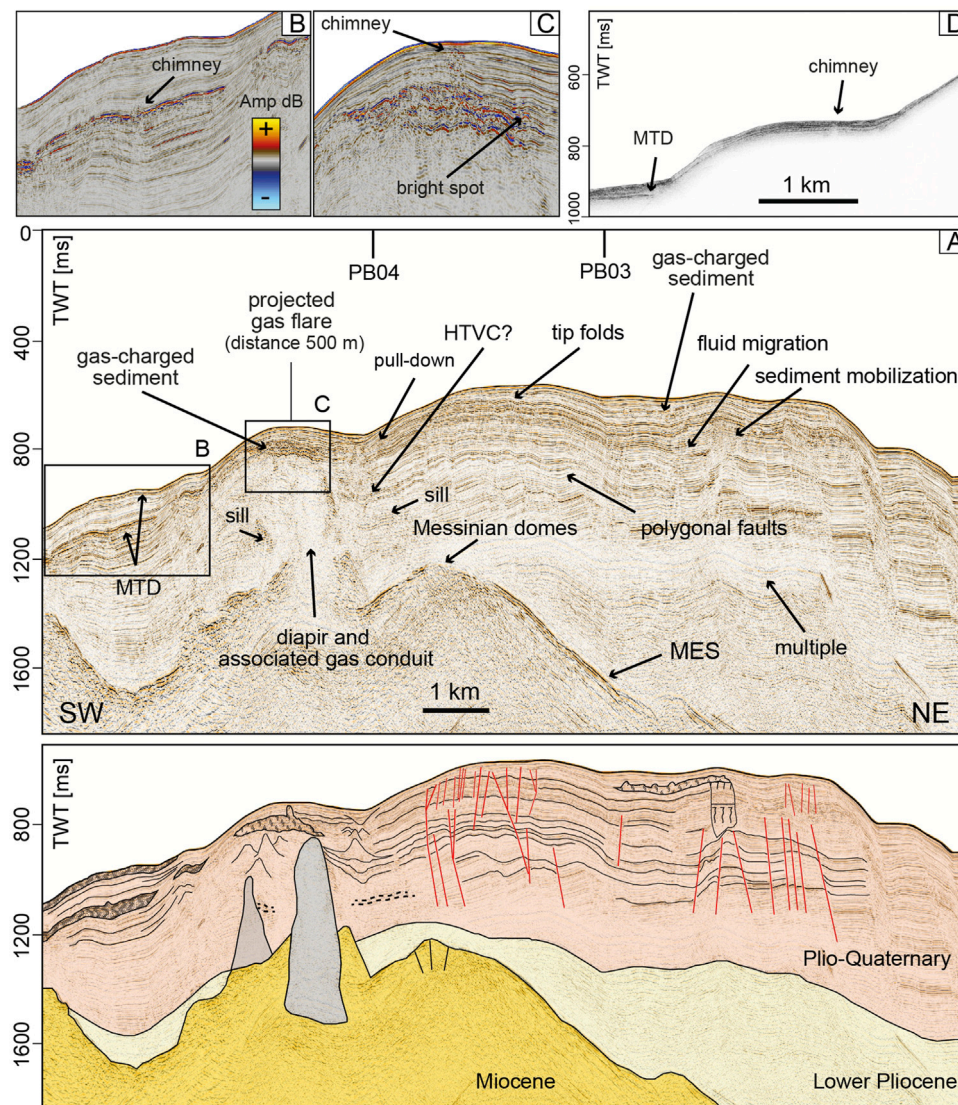 B
chimney
Amp dB
+
-
chimney
C
bright spot
TWT [ms]
D
600
800
1000
chimney
MTD
1 km
TWT [ms]
0
400
800
1200
1600
A
PB04
PB03
projected
gas flare
(distance 500 m)
gas-charged
sediment
HTVC?
pull-down
tip folds
gas-charged
sediment
fluid migration
sediment mobilization
B
C
sill
sill
MTD
Messinian domes
polygonal faults
diapir and
associated gas conduit
multiple
MES
1 km
SW
NE
TWT [ms]
800
1200
1600
Plio-Quaternary
Miocene
Lower Pliocene